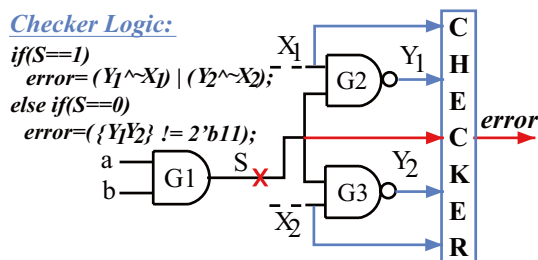 Checker Logic:
if(S==1)
error= (Y1^~X1) | (Y2^~X2);
else if(S==0)
error=({Y1Y2} != 2'b11);
X1
G2
Y1
CHECKER
error
a
b
G1
S
X2
G3
Y2